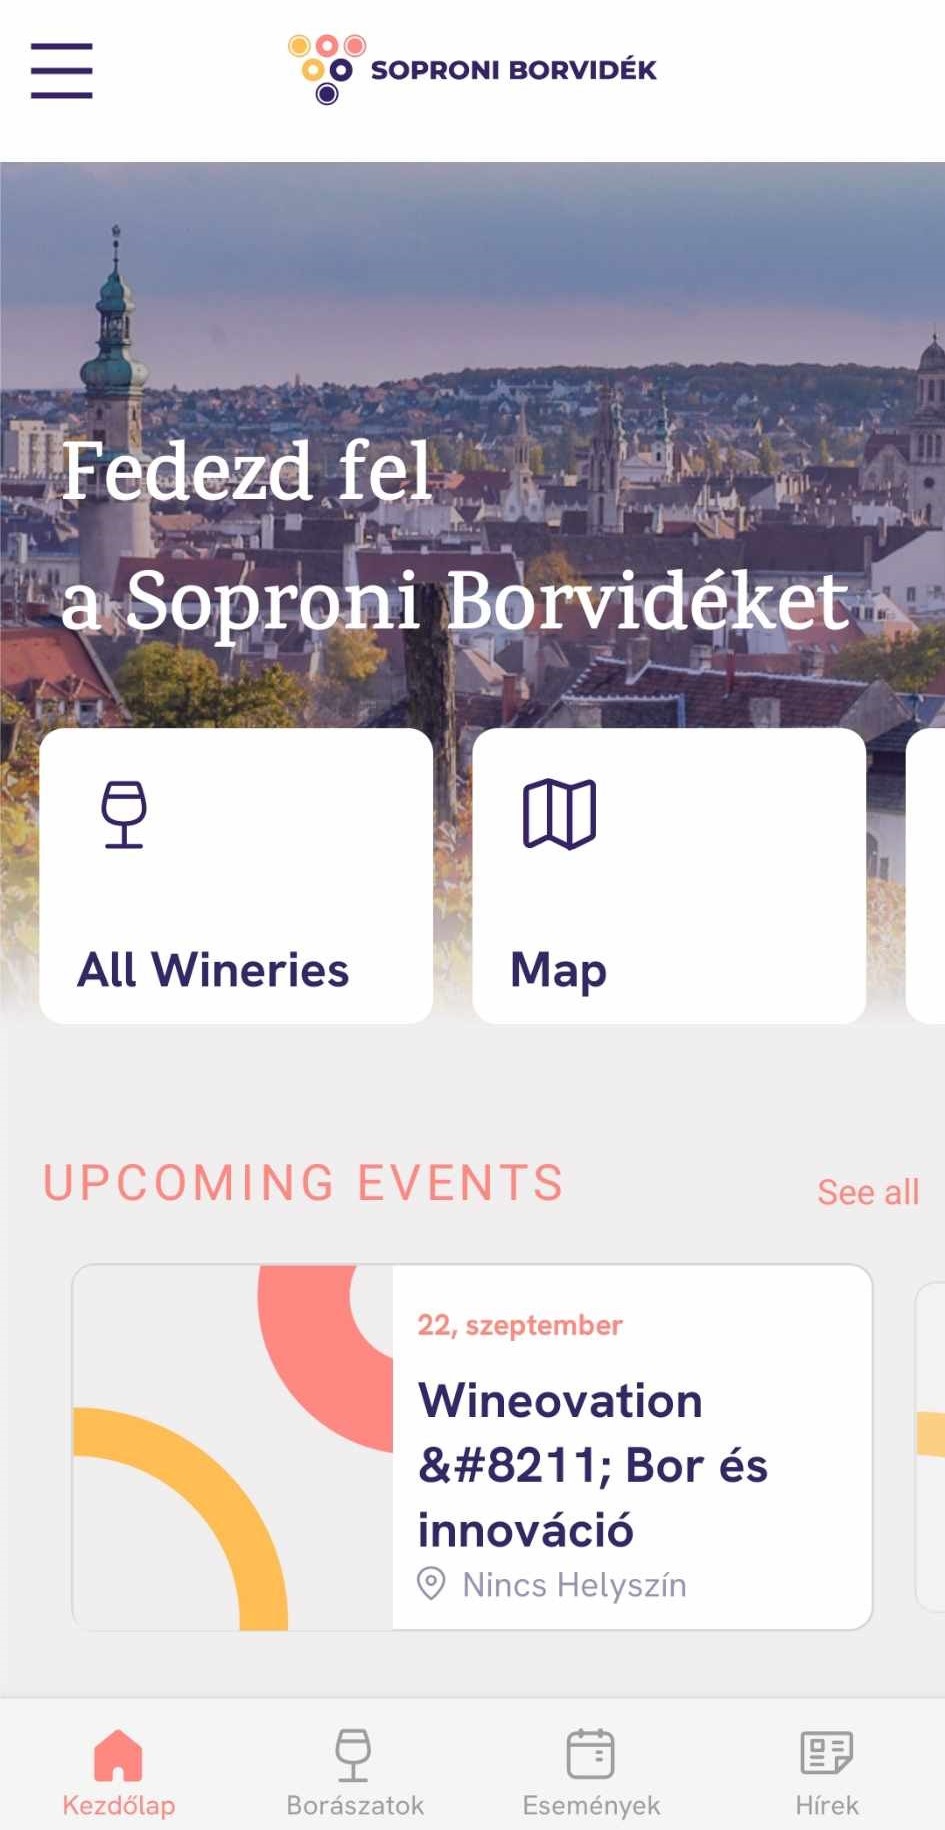 SOPRONI BORVIDÉK
Fedezd fel
a Soproni Borvidéket
All Wineries
Map
UPCOMING EVENTS
See all
22, szeptember
Wineovation
&#8211; Bor és
innováció
Nincs Helyszín
Kezdőlap
Borászatok
Események
Hírek